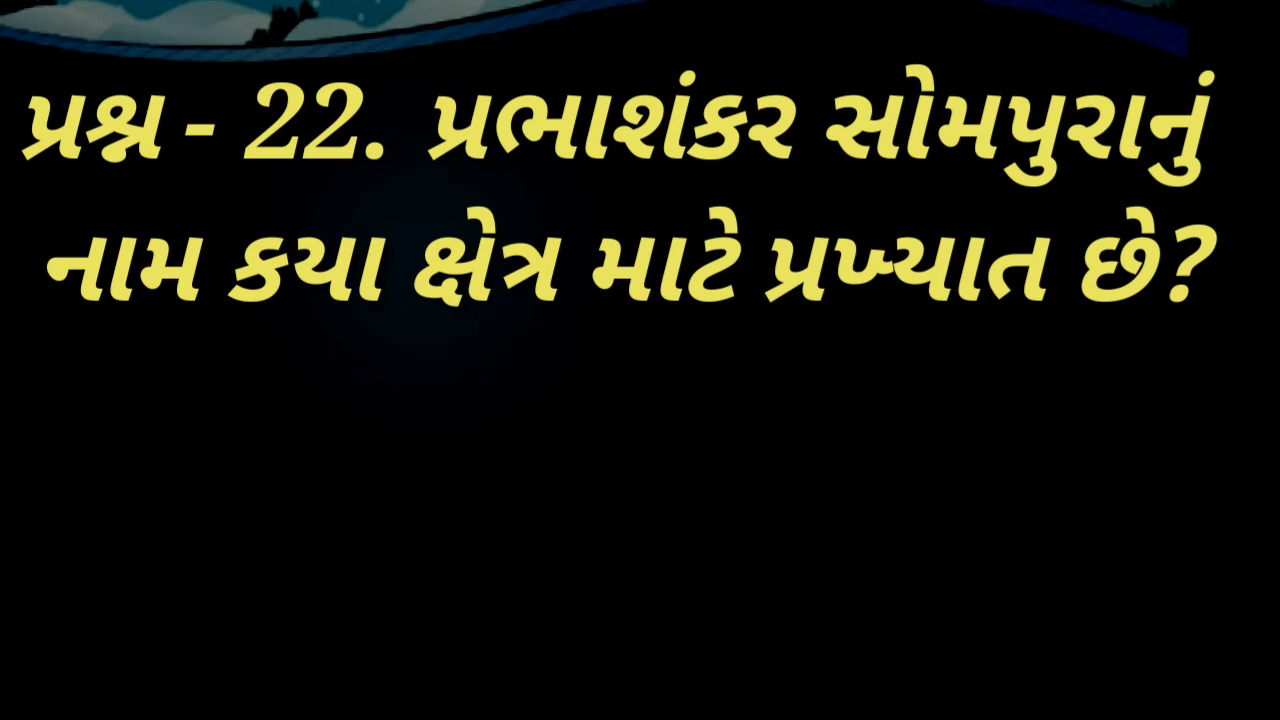 પ્રશ્ન - 22. પ્રભાશંકર સોમપુરાનું
નામ કયા ક્ષેત્ર માટે પ્રખ્યાત છે?